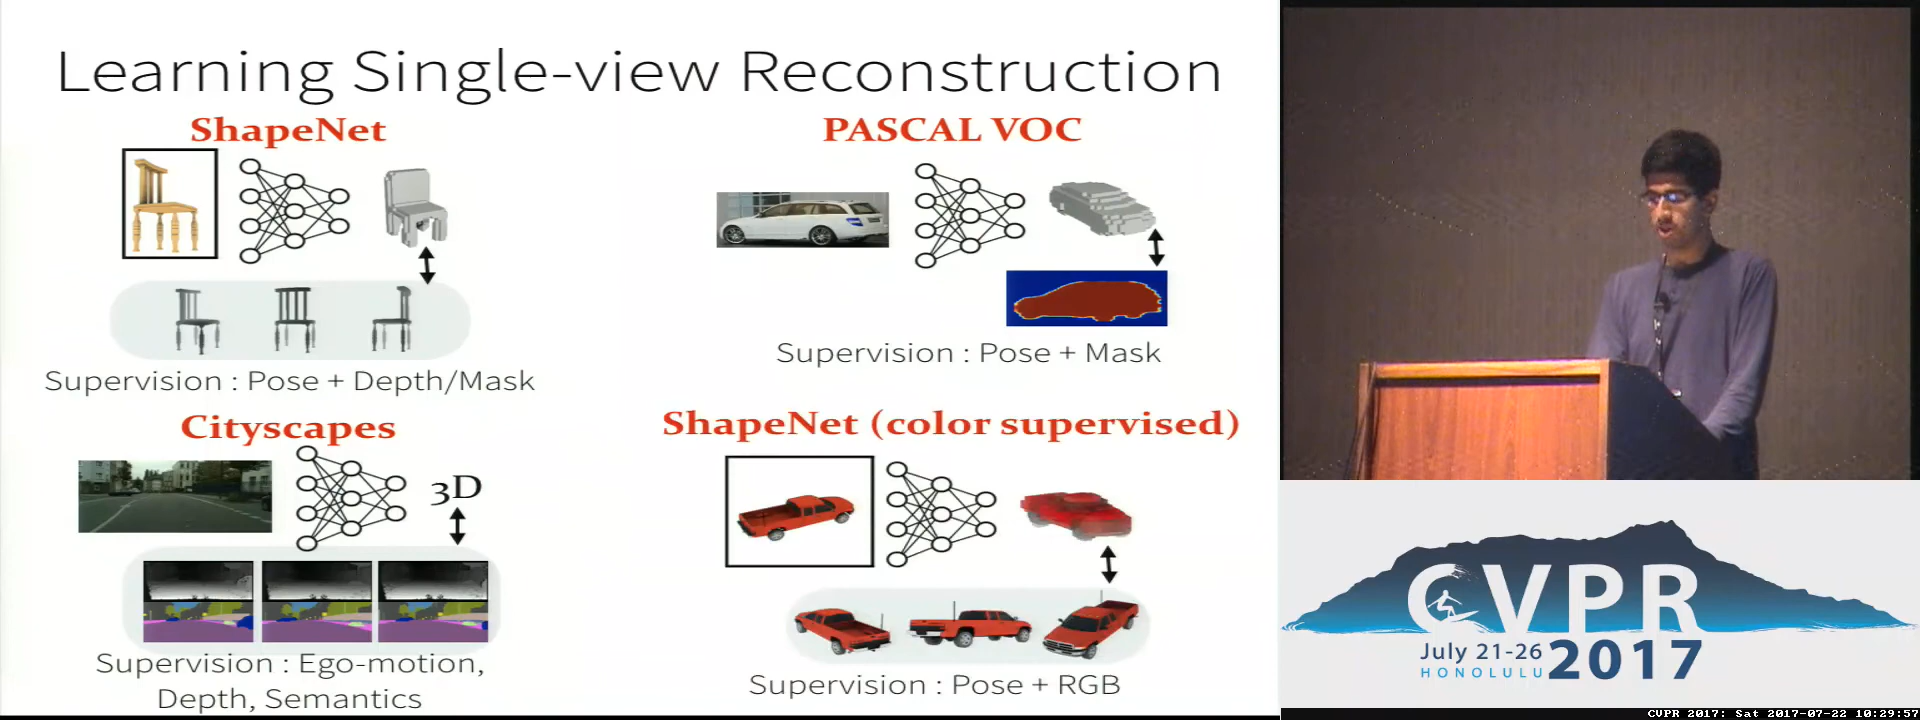 Learning Single-view Reconstruction
ShapeNet
Supervision : Pose + Depth/Mask
PASCAL VOC
Supervision : Pose + Mask
Cityscapes
3D
Supervision : Ego-motion,
Depth, Semantics
ShapeNet (color supervised)
Supervision : Pose + RGB
CVPR
July 21-26
HONOLULU
2017
CVPR 2017: Sat 2017-07-22 10:29:57